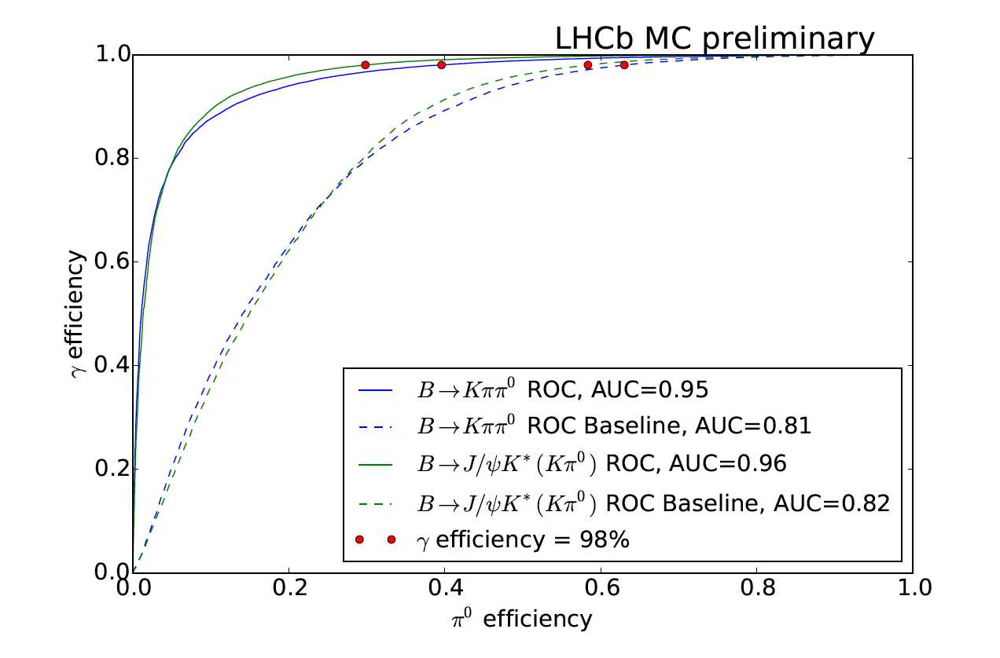 LHCb MC preliminary
1.0
0.8
0.6
0.4
0.2
0.0
γ efficiency
B→Kππ⁰ ROC, AUC=0.95
B→Kππ⁰ ROC Baseline, AUC=0.81
B→J/ψK*(Kπ⁰) ROC, AUC=0.96
B→J/ψK*(Kπ⁰) ROC Baseline, AUC=0.82
γ efficiency = 98%
0.0 0.2 0.4 0.6 0.8 1.0
π⁰ efficiency